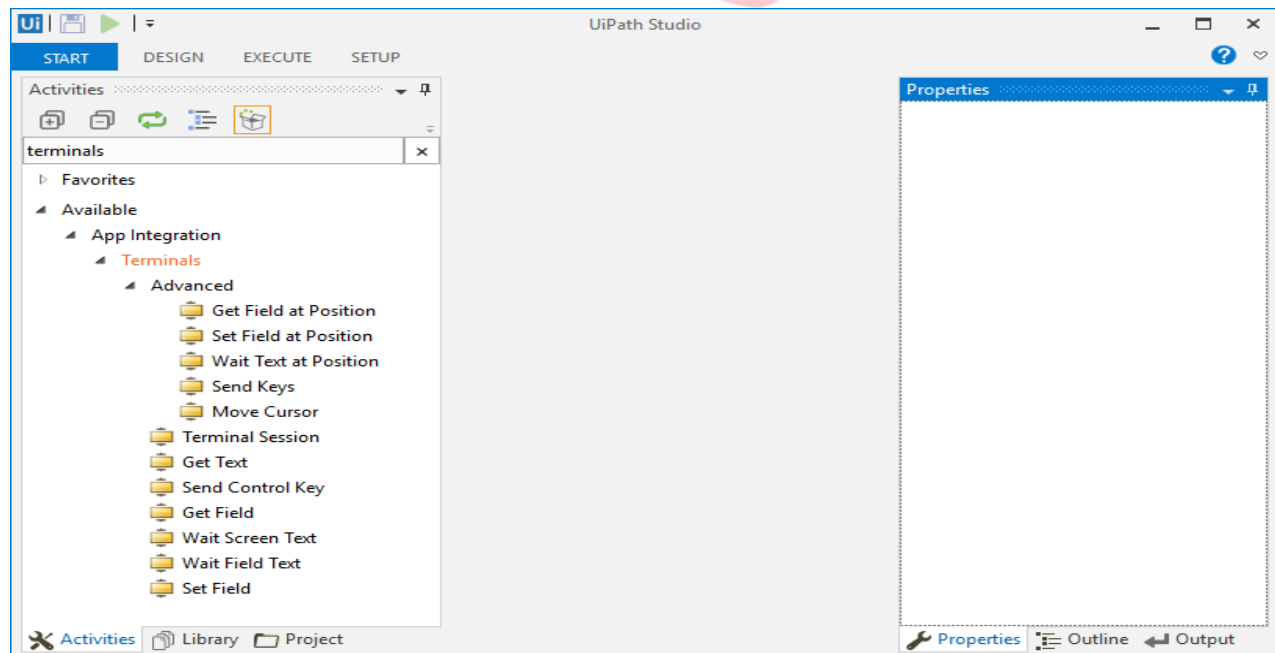 Ui UiPath Studio
START DESIGN EXECUTE SETUP ?
Activities
terminals
Favorites
Available
App Integration
Terminals
Advanced
Get Field at Position
Set Field at Position
Wait Text at Position
Send Keys
Move Cursor
Terminal Session
Get Text
Send Control Key
Get Field
Wait Screen Text
Wait Field Text
Set Field
Activities Library Project
Properties
Properties Outline Output